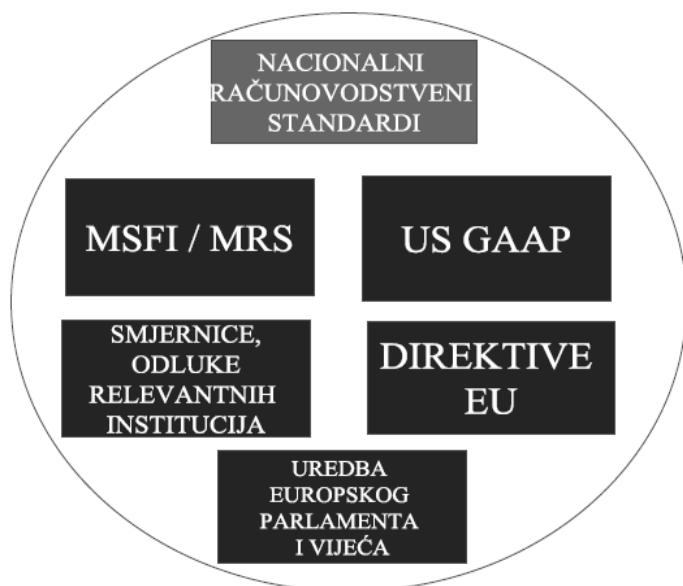 NACIONALNI
RAČUNOVODSTVENI
STANDARDI
MSFI / MRS
US GAAP
SMJERNICE,
ODLUKE
RELEVANTNIH
INSTITUCIJA
DIREKTIVE
EU
UREDBA
EUROPSKOG
PARLAMENTA
I VIJEĆA